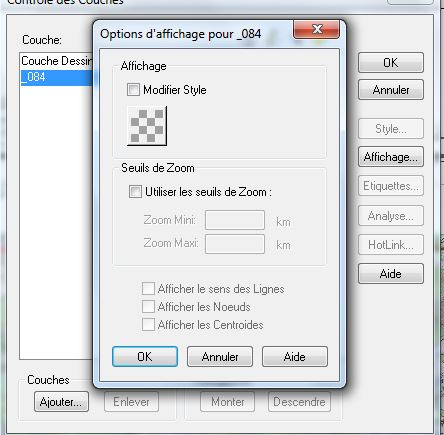 Contrôle des Couches
Options d'affichage pour _084
Couche:
Couche Dessin
_084
Affichage
Modifier Style
Seuils de Zoom
Utiliser les seuils de Zoom :
Zoom Mini: km
Zoom Maxi: km
Afficher le sens des Lignes
Afficher les Noeuds
Afficher les Centroides
OK Annuler Aide
OK
Annuler
Style...
Affichage...
Etiquettes...
Analyse...
HotLink...
Aide
Couches
Ajouter... Enlever Monter Descendre